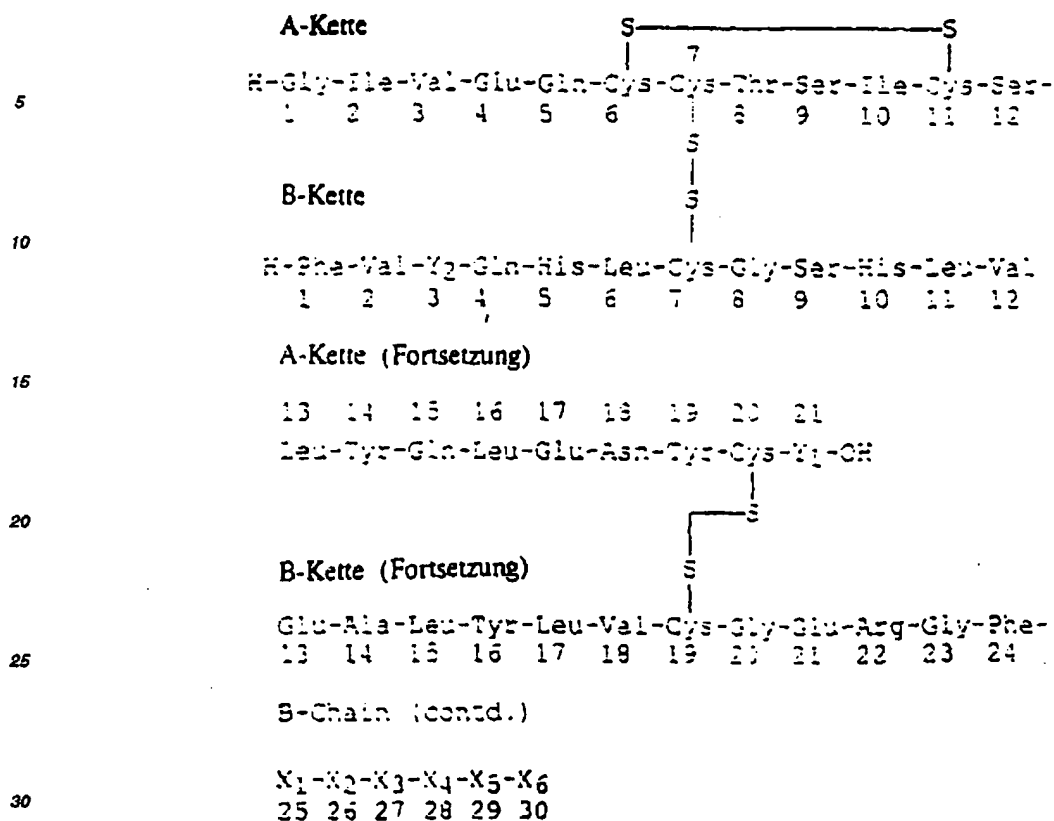 A-Kette
S S
7
H-Gly-Ile-Val-Glu-Gln-Cys-Cys-Thr-Ser-Ile-Cys-Ser-
5
1 2 3 4 5 6 8 9 10 11 12
S
B-Kette
S
10
H-Phe-Val-Y2-Gln-His-Leu-Cys-Gly-Ser-His-Leu-Val
1 2 3 4 5 6 7 8 9 10 11 12
A-Kette (Fortsetzung)
15
13 14 15 16 17 18 19 20 21
Leu-Tyr-Gln-Leu-Glu-Asn-Tyr-Cys-Y1-OH
20
S
B-Kette (Fortsetzung)
S
Glu-Ala-Leu-Tyr-Leu-Val-Cys-Gly-Glu-Arg-Gly-Phe-
13 14 15 16 17 18 19 20 21 22 23 24
25
B-Chain (contd.)
X1-X2-X3-X4-X5-X6
25 26 27 28 29 30
30